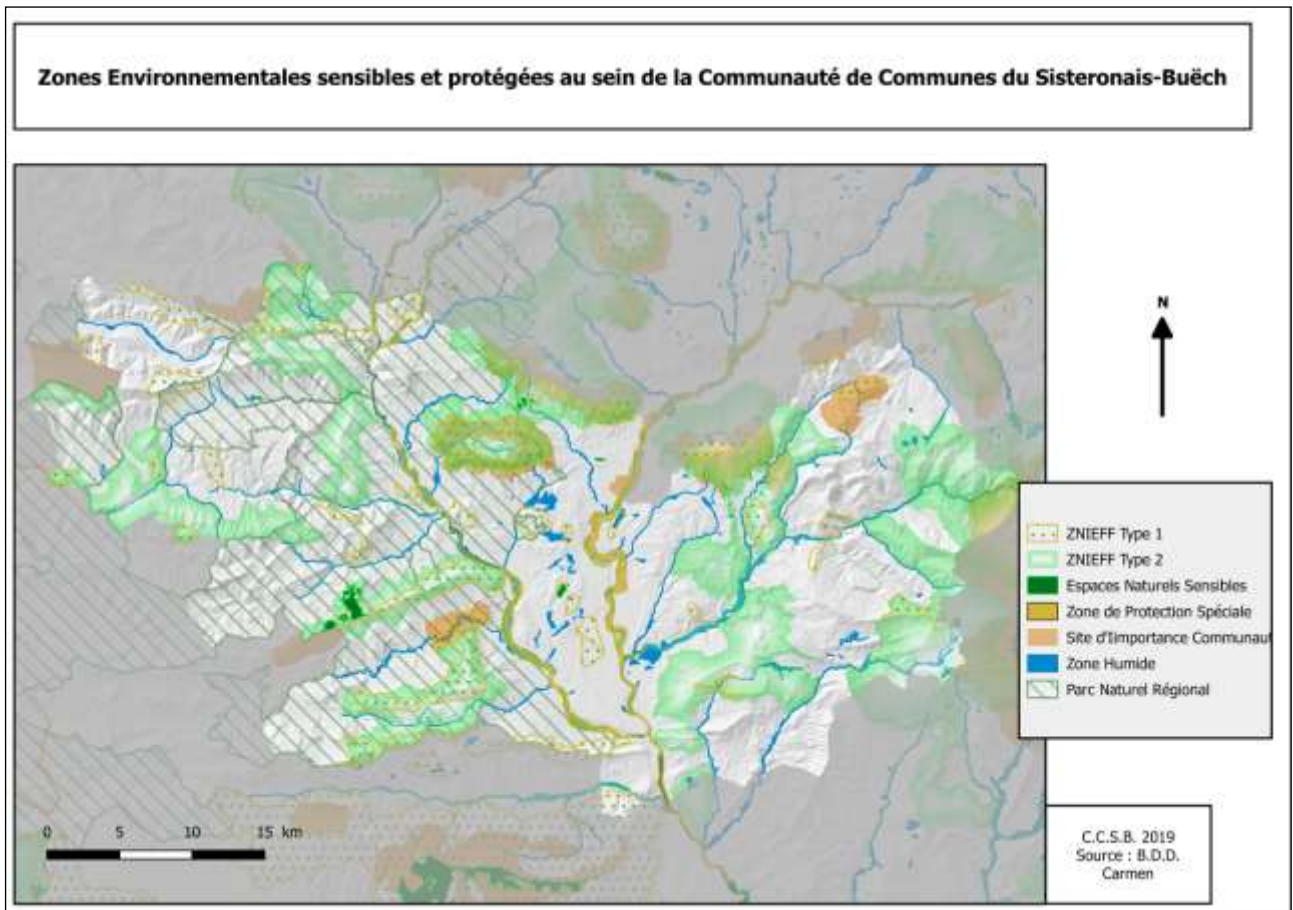 Zones Environnementales sensibles et protégées au sein de la Communauté de Communes du Sisteronais-Buëch
N
ZNIEFF Type 1
ZNIEFF Type 2
Espaces Naturels Sensibles
Zone de Protection Spéciale
Site d'Importance Communaut
Zone Humide
Parc Naturel Régional
0 5 10 15 km
C.C.S.B. 2019
Source : B.D.D.
Carmen